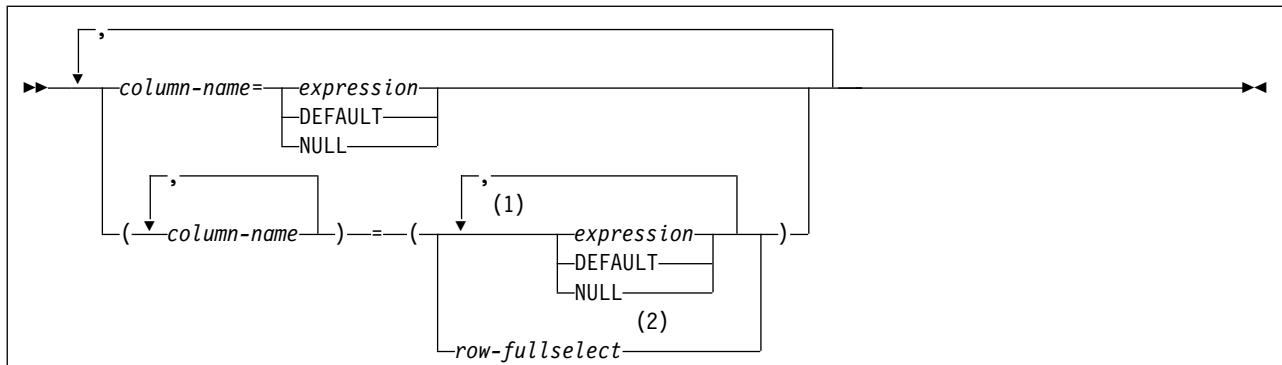 ,
column-name= expression
DEFAULT
NULL
, ,
(1)
( column-name ) = ( expression )
DEFAULT
NULL
(2)
row-fullselect